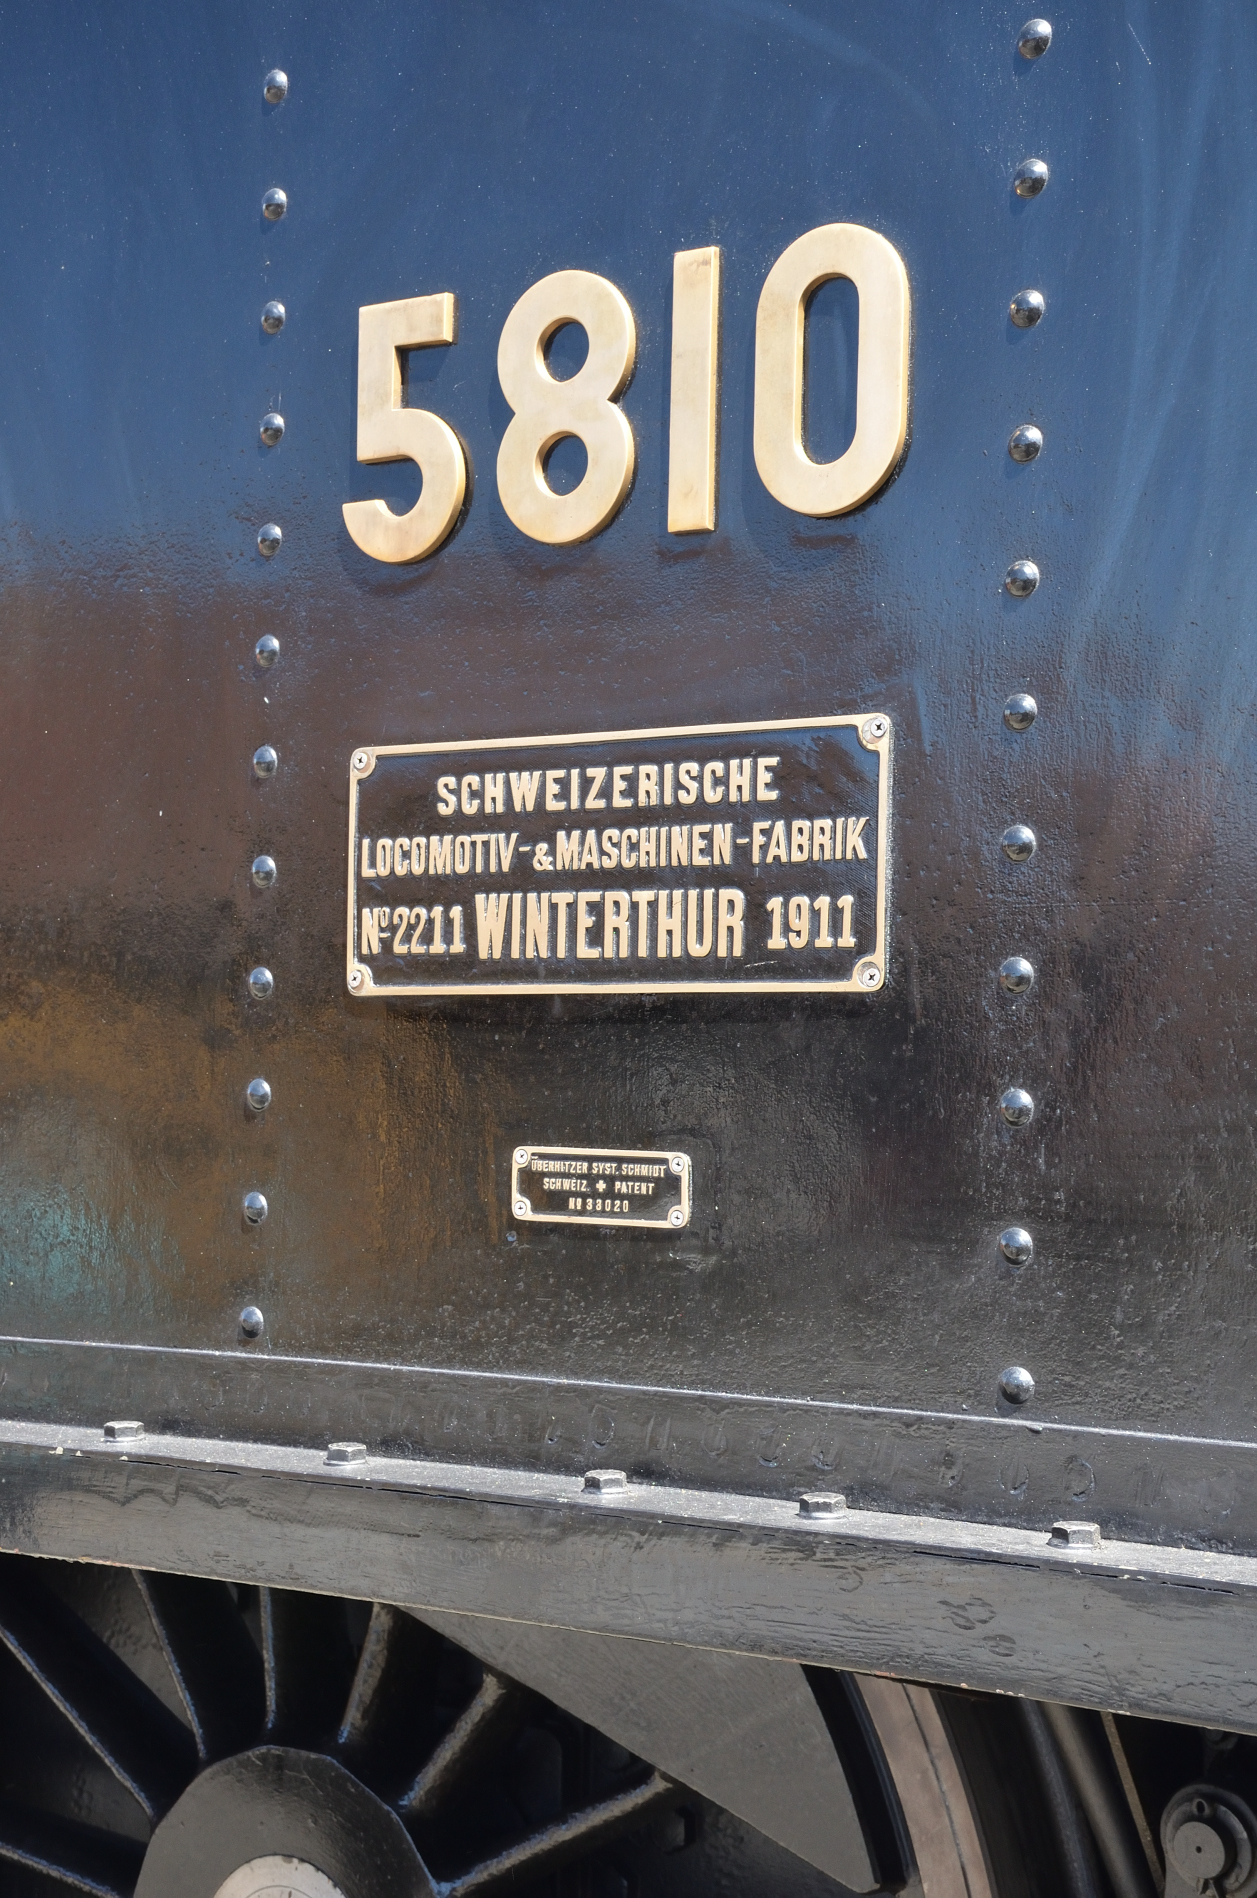 5810
SCHWEIZERISCHE
LOCOMOTIV-&MASCHINEN-FABRIK
Nº2211 WINTERTHUR 1911
ÜBERHITZER SYST. SCHMIDT
SCHWEIZ. ✚ PATENT
Nº 33020